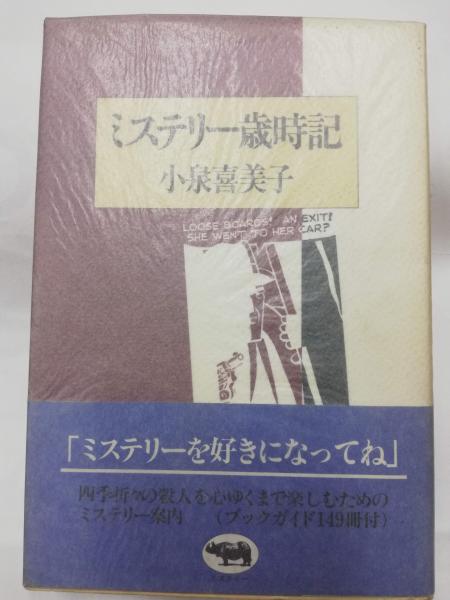 ミステリー歳時記
小泉喜美子
LOOSE BOARDS! AN EXIT!
SHE WENT TO HER CAR?
「ミステリーを好きになってね」
四季折々の殺人を心ゆくまで楽しむための
ミステリー案内 (ブックガイド149冊付)